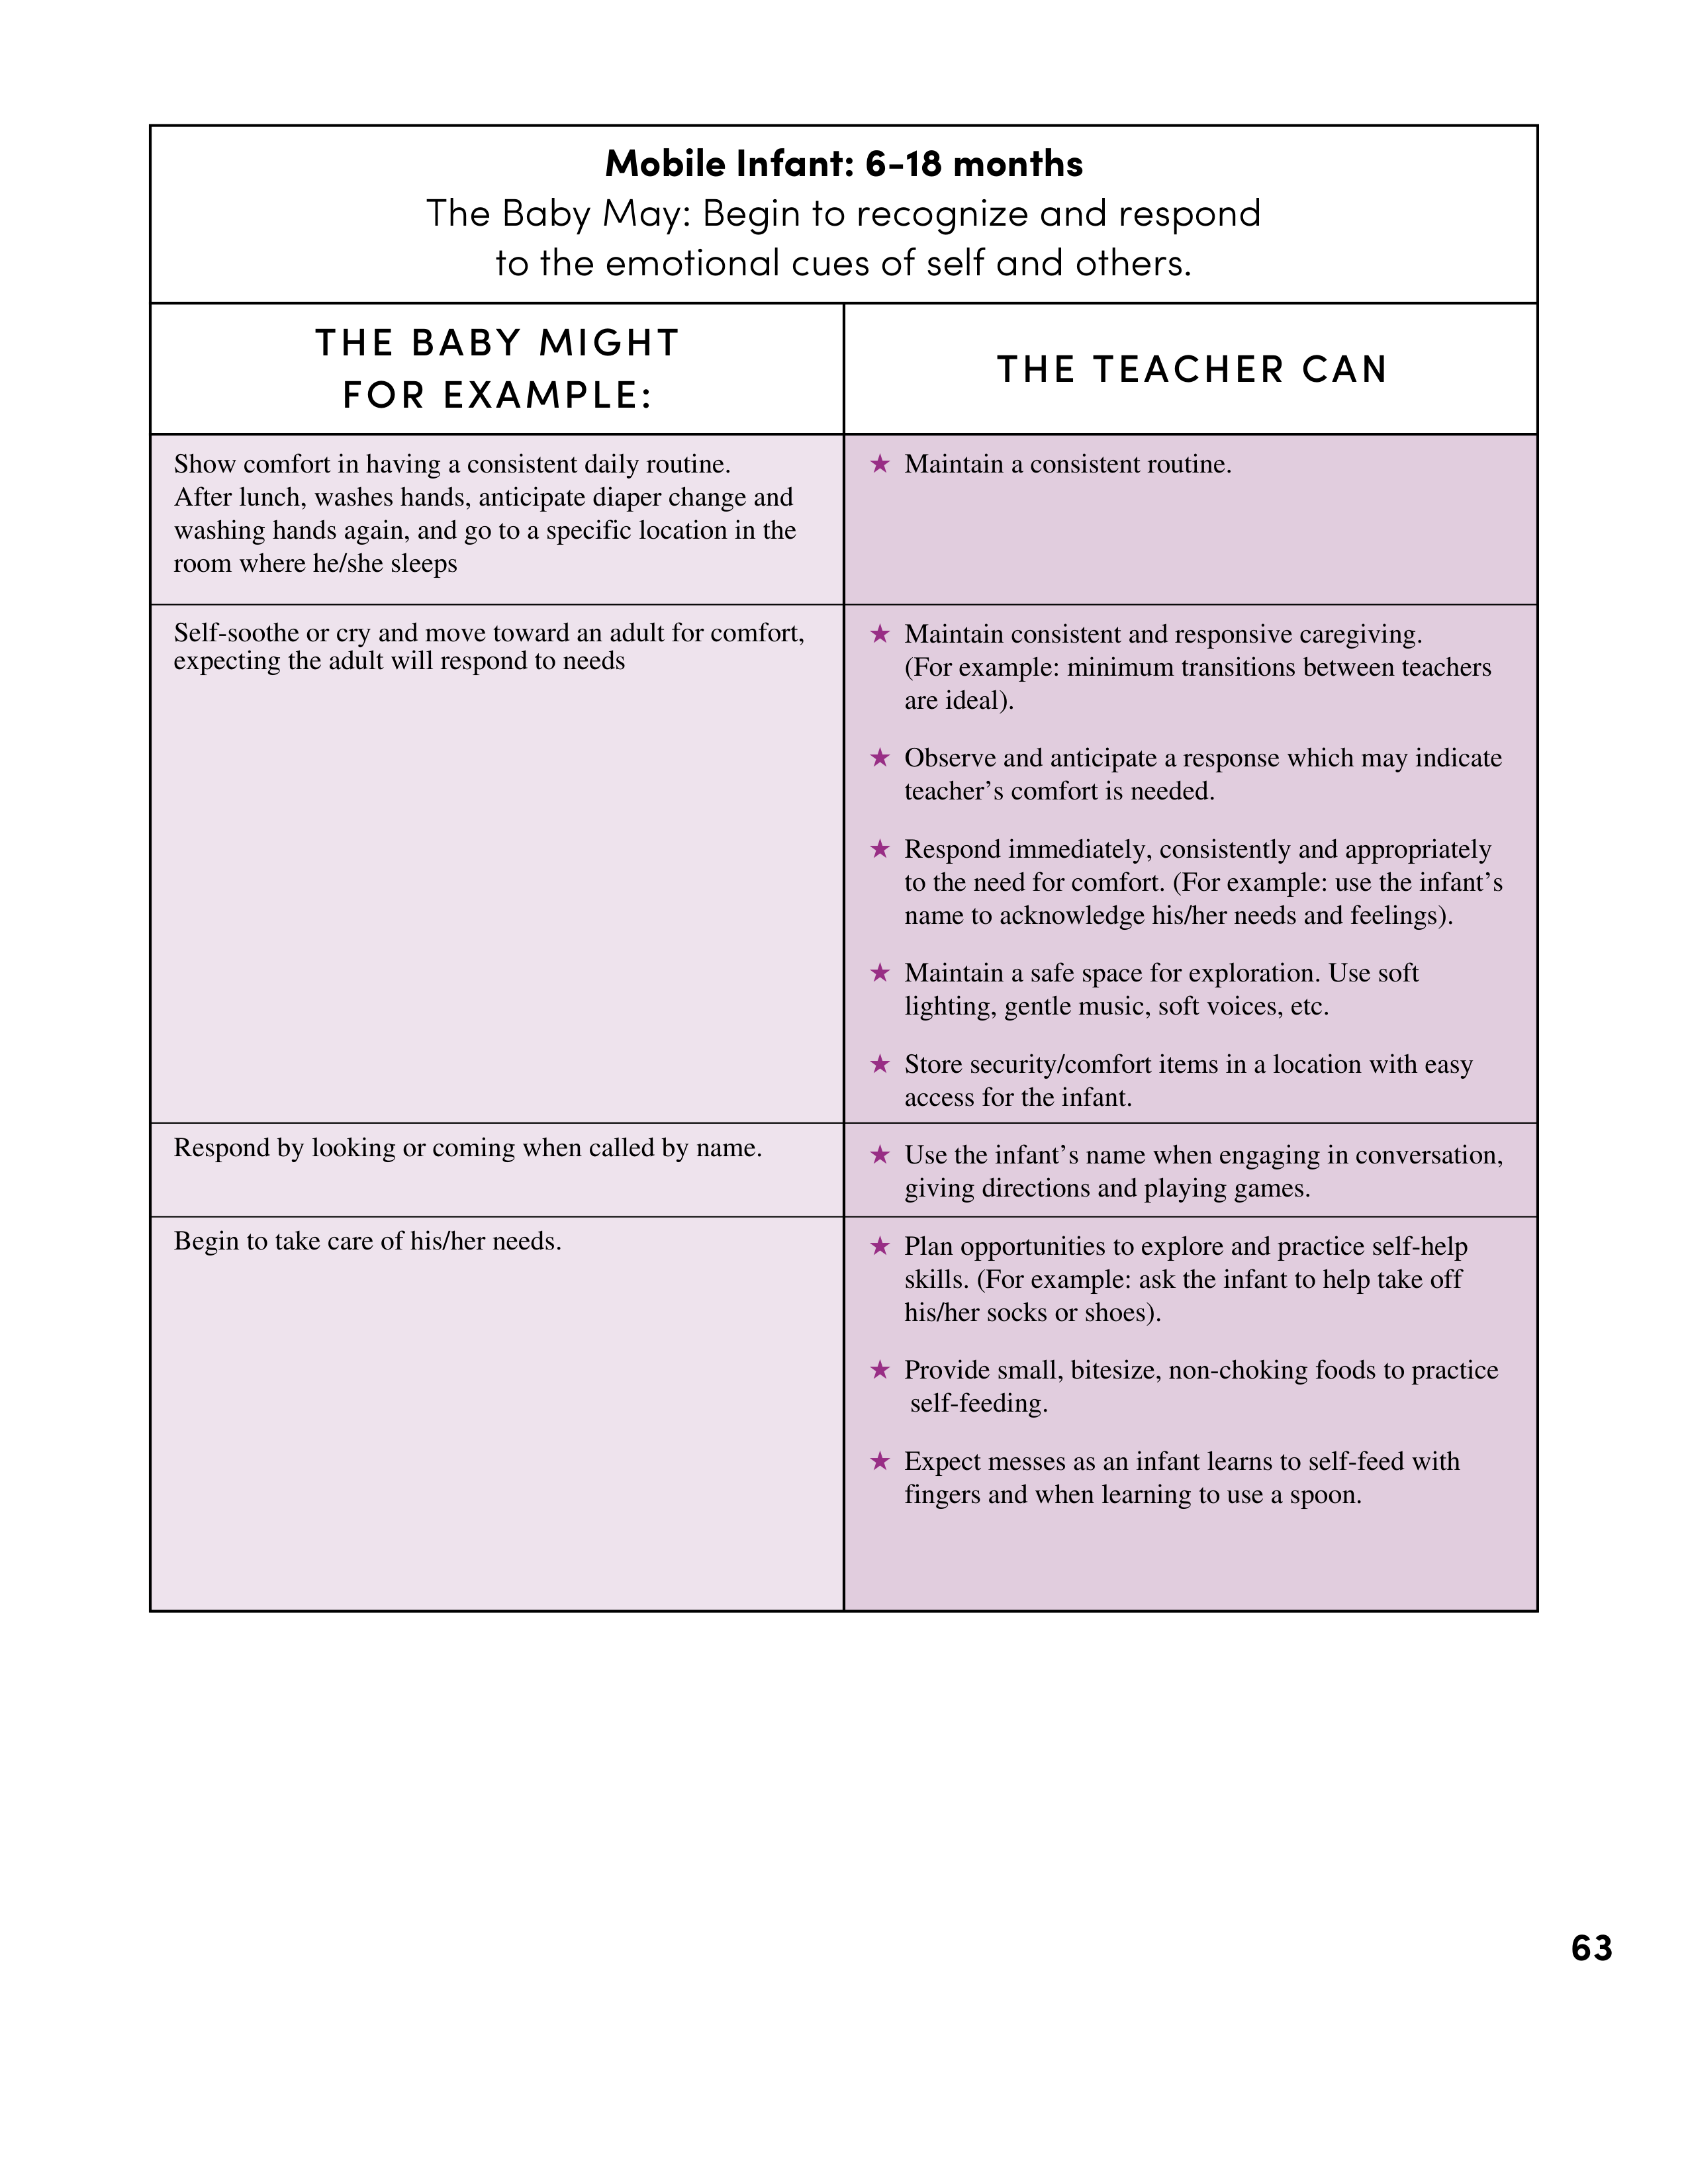 Mobile Infant: 6-18 months
The Baby May: Begin to recognize and respond
to the emotional cues of self and others.
THE BABY MIGHT
FOR EXAMPLE:
THE TEACHER CAN
Show comfort in having a consistent daily routine.
After lunch, washes hands, anticipate diaper change and
washing hands again, and go to a specific location in the
room where he/she sleeps
★ Maintain a consistent routine.
Self-soothe or cry and move toward an adult for comfort,
expecting the adult will respond to needs
★ Maintain consistent and responsive caregiving.
(For example: minimum transitions between teachers
are ideal).
★ Observe and anticipate a response which may indicate
teacher’s comfort is needed.
★ Respond immediately, consistently and appropriately
to the need for comfort. (For example: use the infant’s
name to acknowledge his/her needs and feelings).
★ Maintain a safe space for exploration. Use soft
lighting, gentle music, soft voices, etc.
★ Store security/comfort items in a location with easy
access for the infant.
Respond by looking or coming when called by name.
★ Use the infant’s name when engaging in conversation,
giving directions and playing games.
Begin to take care of his/her needs.
★ Plan opportunities to explore and practice self-help
skills. (For example: ask the infant to help take off
his/her socks or shoes).
★ Provide small, bitesize, non-choking foods to practice
self-feeding.
★ Expect messes as an infant learns to self-feed with
fingers and when learning to use a spoon.
63